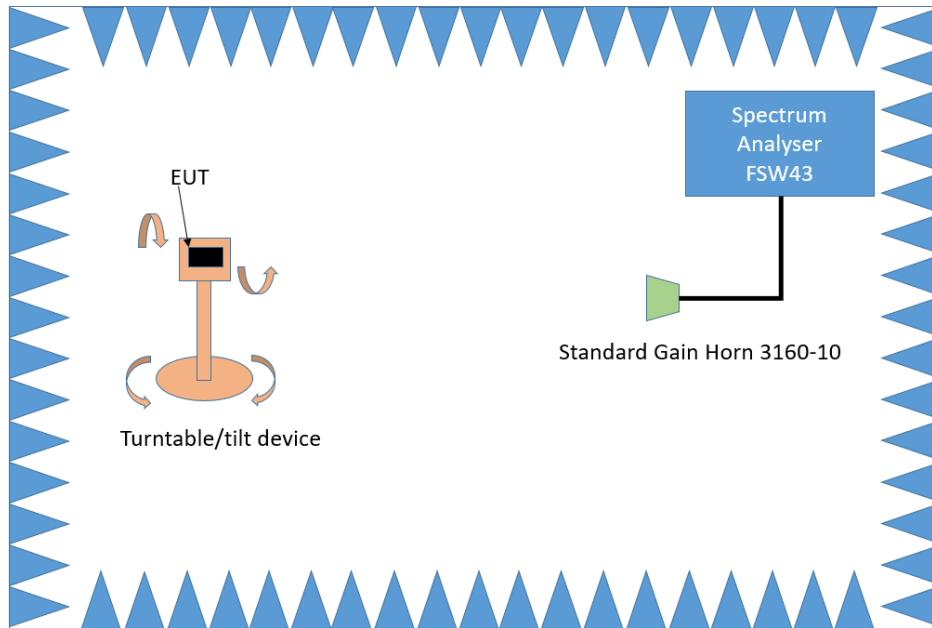 Spectrum
Analyser
FSW43
EUT
Standard Gain Horn 3160-10
Turntable/tilt device